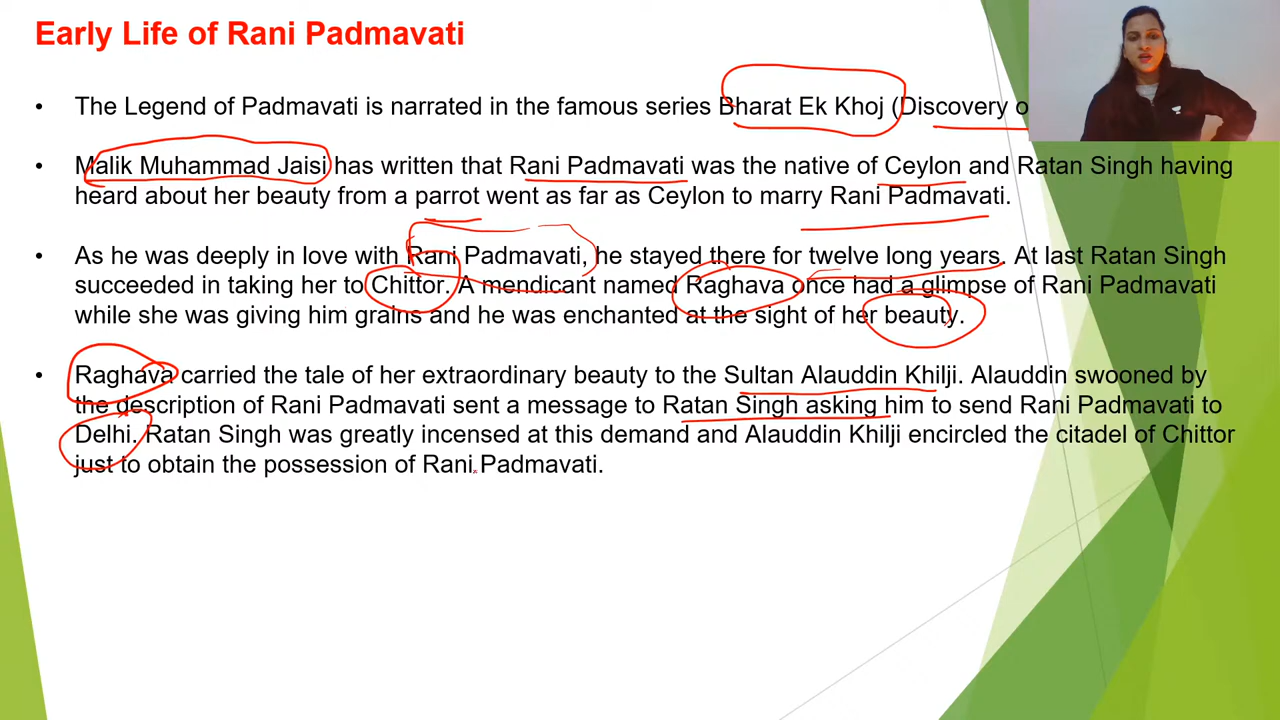 Early Life of Rani Padmavati
• The Legend of Padmavati is narrated in the famous series Bharat Ek Khoj (Discovery o
• Malik Muhammad Jaisi has written that Rani Padmavati was the native of Ceylon and Ratan Singh having
heard about her beauty from a parrot went as far as Ceylon to marry Rani Padmavati.
• As he was deeply in love with Rani Padmavati, he stayed there for twelve long years. At last Ratan Singh
succeeded in taking her to Chittor. A mendicant named Raghava once had a glimpse of Rani Padmavati
while she was giving him grains and he was enchanted at the sight of her beauty.
• Raghava carried the tale of her extraordinary beauty to the Sultan Alauddin Khilji. Alauddin swooned by
the description of Rani Padmavati sent a message to Ratan Singh asking him to send Rani Padmavati to
Delhi. Ratan Singh was greatly incensed at this demand and Alauddin Khilji encircled the citadel of Chittor
just to obtain the possession of Rani Padmavati.